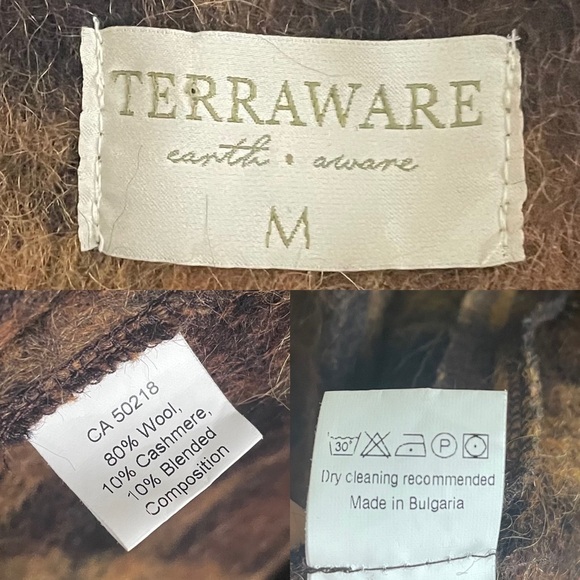 TERRAWARE
earth • aware
M
CA 50218
80% Wool,
10% Cashmere,
10% Blended
Composition
30°
P
Dry cleaning recommended
Made in Bulgaria